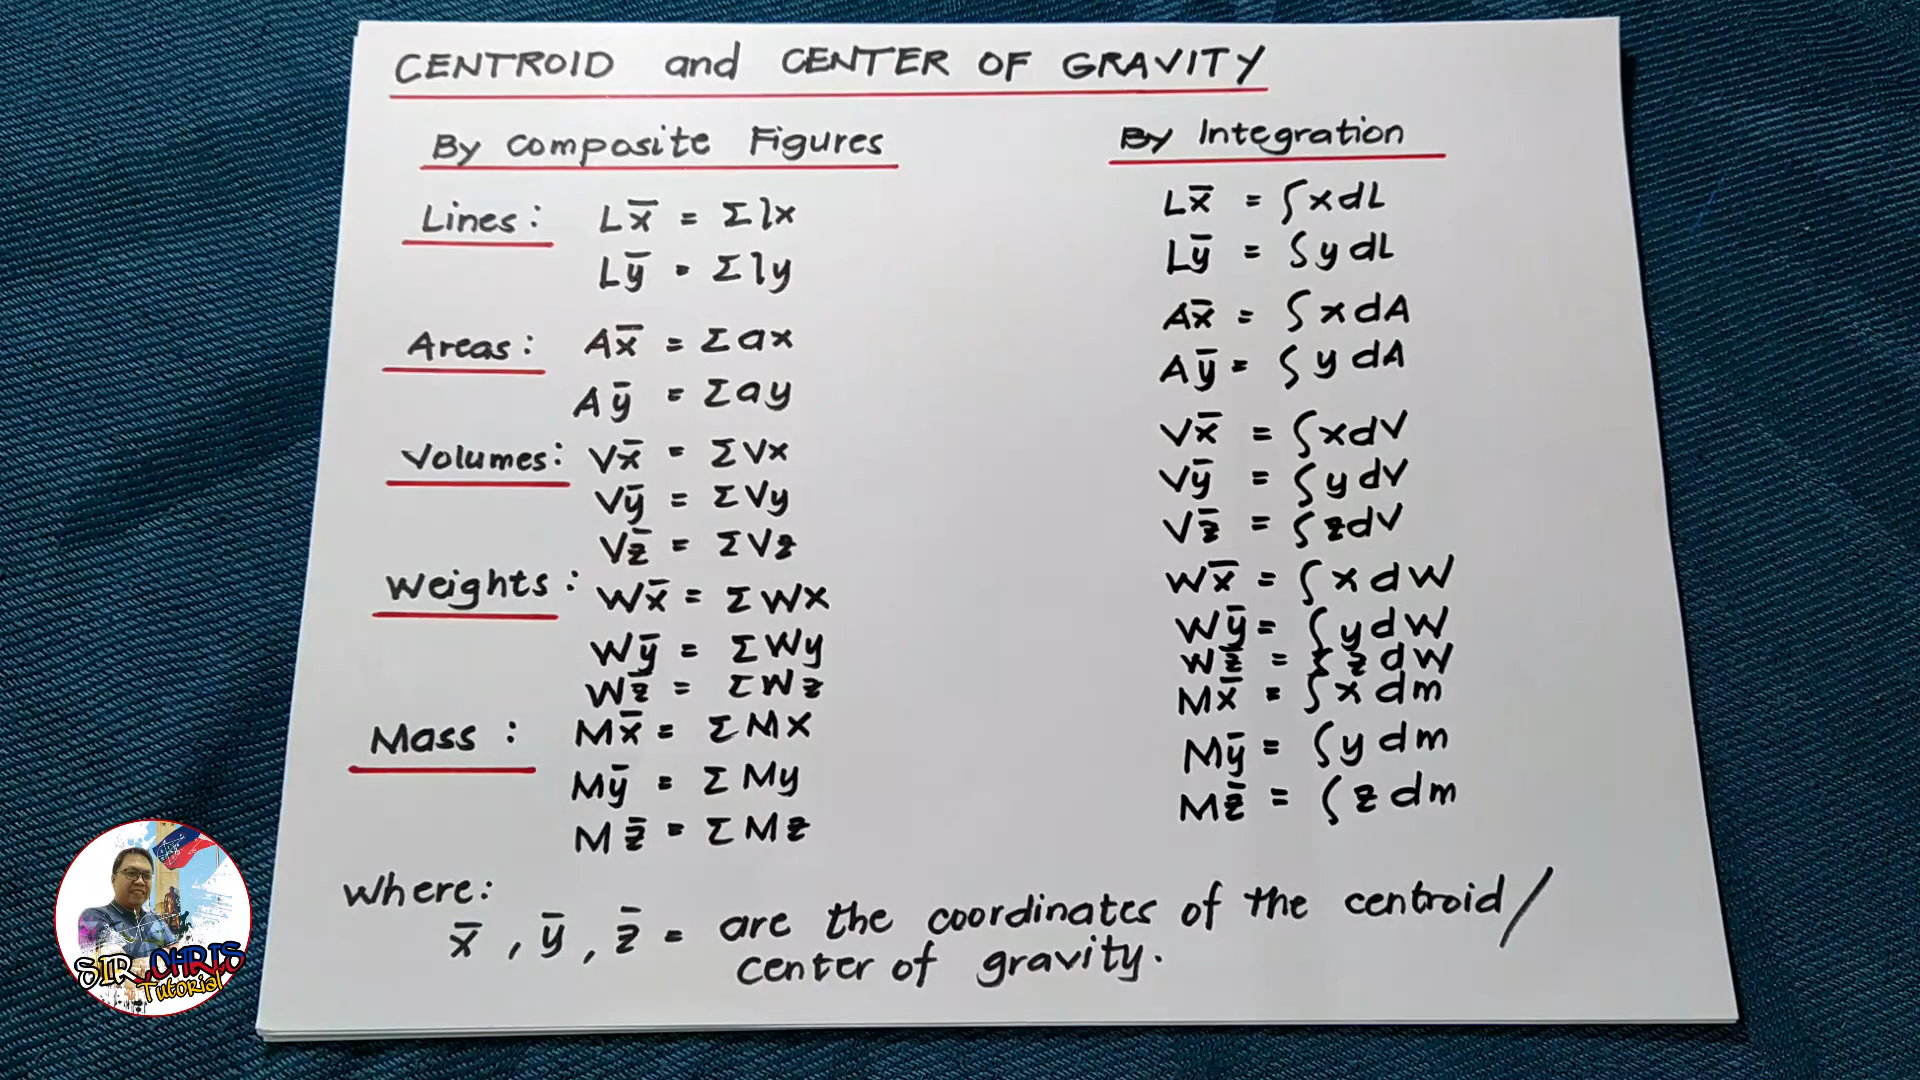 CENTROID and CENTER OF GRAVITY
By Composite Figures
Lines: Lx̅ = Σlx
Lȳ = Σly
Areas: Ax̅ = Σax
Aȳ = Σay
Volumes: Vx̅ = ΣVx
Vȳ = ΣVy
Vz̅ = ΣVz
Weights: Wx̅ = ΣWx
Wȳ = ΣWy
Wz̅ = ΣWz
Mass: Mx̅ = ΣMx
Mȳ = ΣMy
Mz̅ = ΣMz
By Integration
Lx̅ = ∫xdL
Lȳ = ∫ydL
Ax̅ = ∫xdA
Aȳ = ∫ydA
Vx̅ = ∫xdV
Vȳ = ∫ydV
Vz̅ = ∫zdV
Wx̅ = ∫xdW
Wȳ = ∫ydW
Wz̅ = ∫zdW
Mx̅ = ∫xdm
Mȳ = ∫ydm
Mz̅ = ∫zdm
Where:
x̅, ȳ, z̅ = are the coordinates of the centroid/
center of gravity.
SIR CHRIS
Tutorial